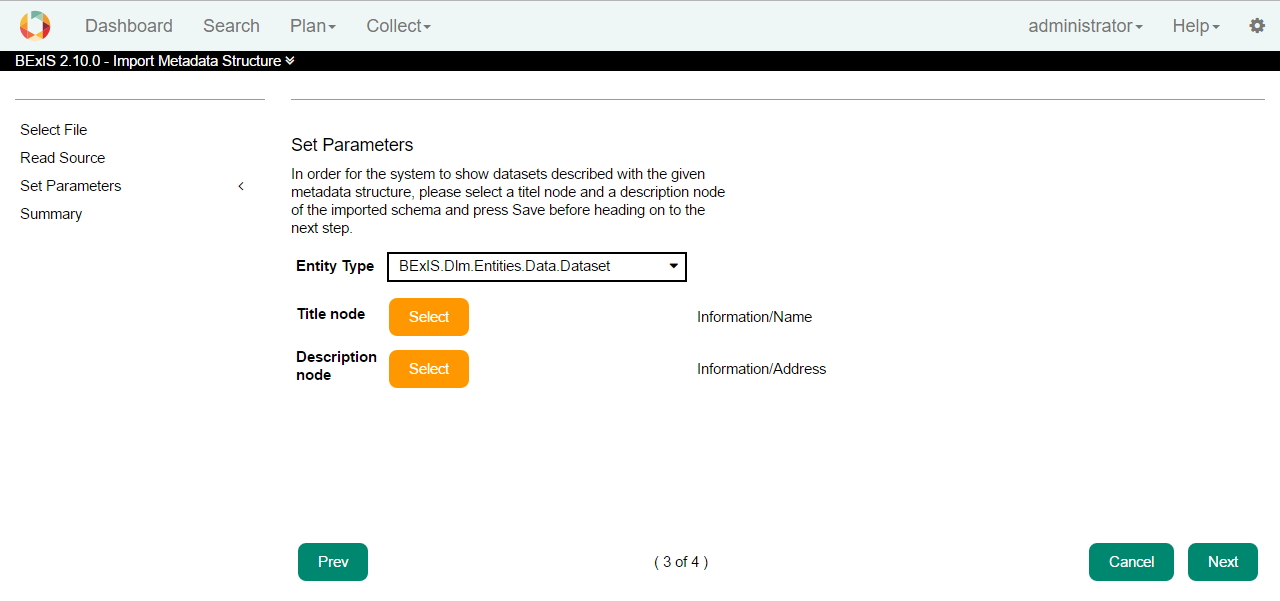 Dashboard Search Plan Collect administrator Help
BExIS 2.10.0 - Import Metadata Structure
Select File
Read Source
Set Parameters
Summary
Set Parameters
In order for the system to show datasets described with the given
metadata structure, please select a titel node and a description node
of the imported schema and press Save before heading on to the
next step.
Entity Type BExIS.Dlm.Entities.Data.Dataset
Title node Select Information/Name
Description
node Select Information/Address
Prev ( 3 of 4 ) Cancel Next